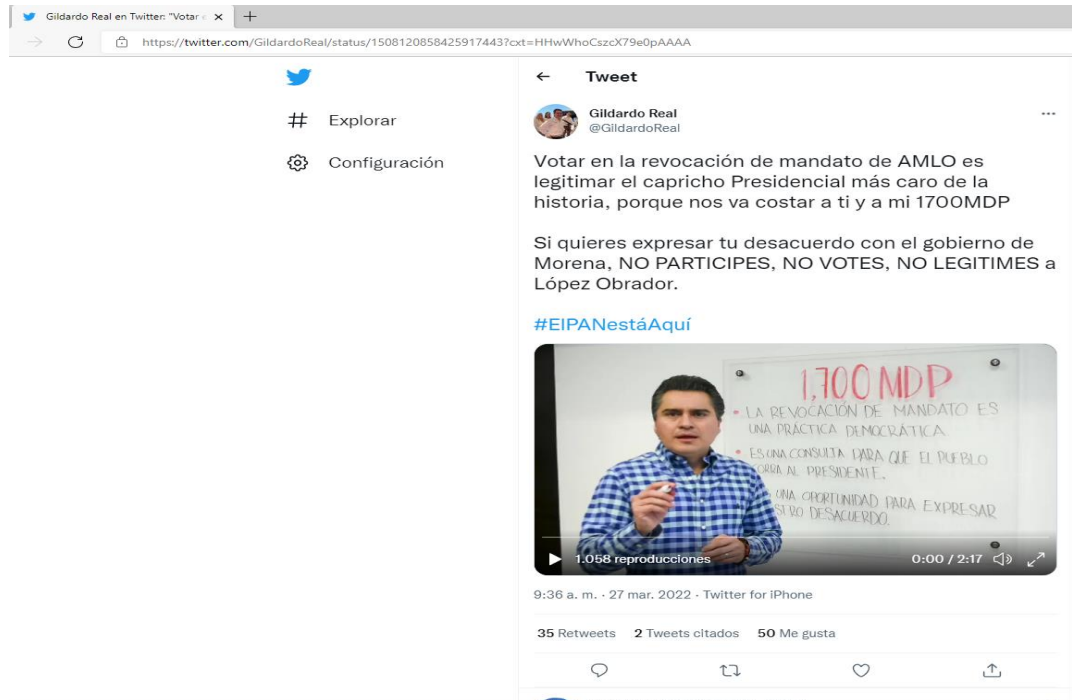 Gildardo Real en Twitter: "Votar
https://twitter.com/GildardoReal/status/1508120858425917443?cxt=HHwWhoCszcX79e0pAAAA
Explorar
Configuración
Tweet
Gildardo Real
@GildardoReal
Votar en la revocación de mandato de AMLO es
legitimar el capricho Presidencial más caro de la
historia, porque nos va costar a ti y a mi 1700MDP
Si quieres expresar tu desacuerdo con el gobierno de
Morena, NO PARTICIPES, NO VOTES, NO LEGITIMES a
López Obrador.
#ElPANestáAquí
1,700 MDP
• LA REVOCACIÓN DE MANDATO ES
UNA PRÁCTICA DEMOCRÁTICA.
• ES UNA CONSULTA PARA QUE EL PUEBLO
CORRA AL PRESIDENTE.
UNA OPORTUNIDAD PARA EXPRESAR
DESACUERDO.
1.058 reproducciones
0:00 / 2:17
9:36 a. m. · 27 mar. 2022 · Twitter for iPhone
35 Retweets 2 Tweets citados 50 Me gusta